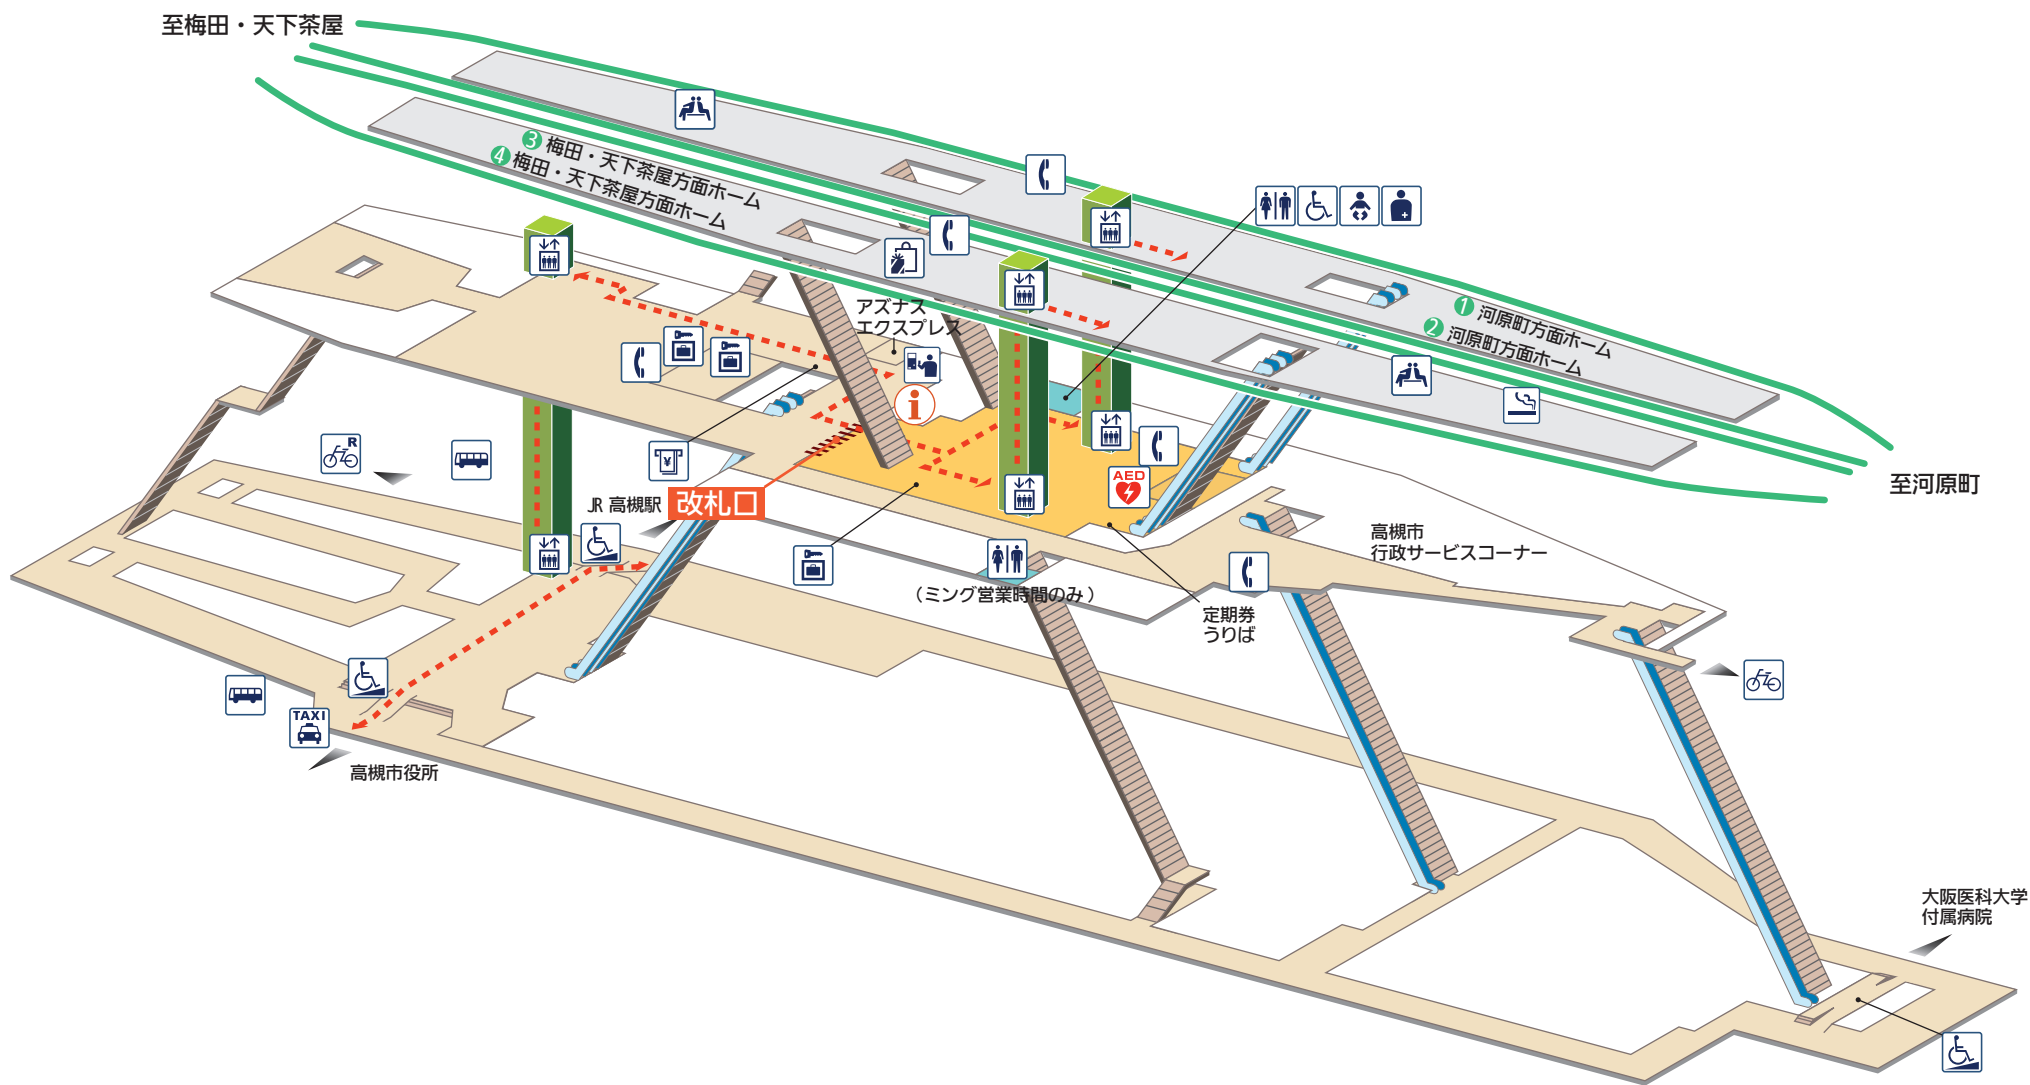 至梅田・天下茶屋
3 梅田・天下茶屋方面ホーム
4 梅田・天下茶屋方面ホーム
1 河原町方面ホーム
2 河原町方面ホーム
アズナス
エクスプレス
i
R
¥
JR 高槻駅
改札口
AED
至河原町
高槻市
行政サービスコーナー
(ミング営業時間のみ)
定期券
うりば
TAXI
高槻市役所
大阪医科大学
付属病院